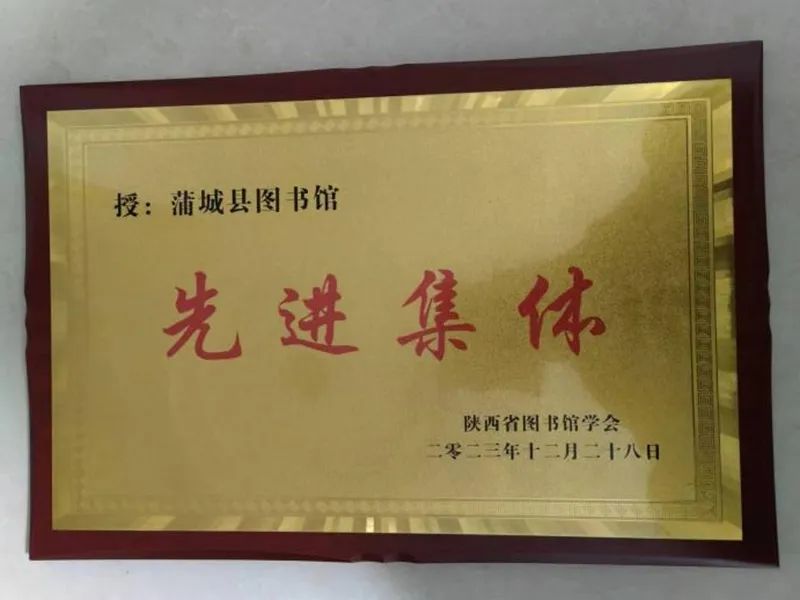 授：蒲城县图书馆
先进集体
陕西省图书馆学会
二零二三年十二月二十八日